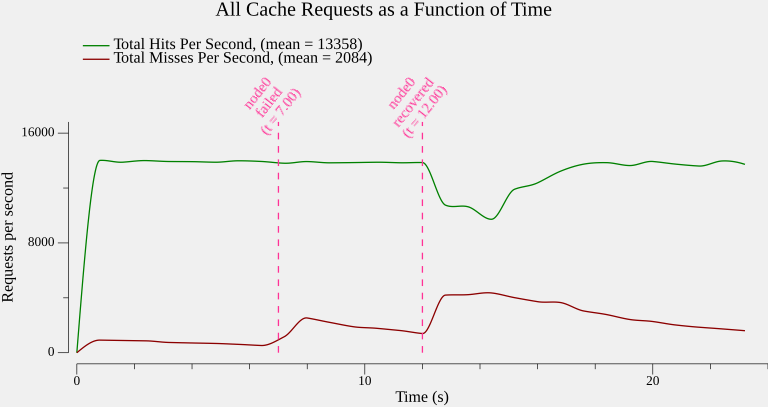 All Cache Requests as a Function of Time
Total Hits Per Second, (mean = 13358)
Total Misses Per Second, (mean = 2084)
node0
failed
(t = 7.00)
node0
recovered
(t = 12.00)
16000
8000
0
Requests per second
0
10
20
Time (s)